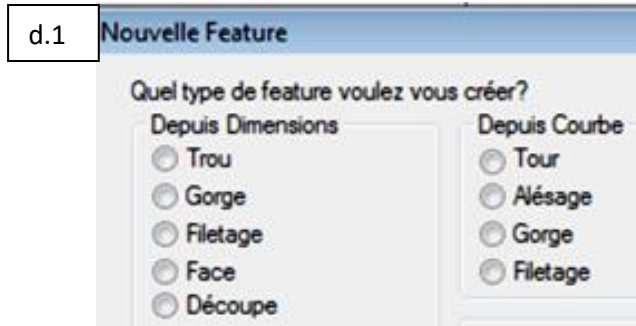 d.1
Nouvelle Feature
Quel type de feature voulez vous créer?
Depuis Dimensions
Trou
Gorge
Filetage
Face
Découpe
Depuis Courbe
Tour
Alésage
Gorge
Filetage